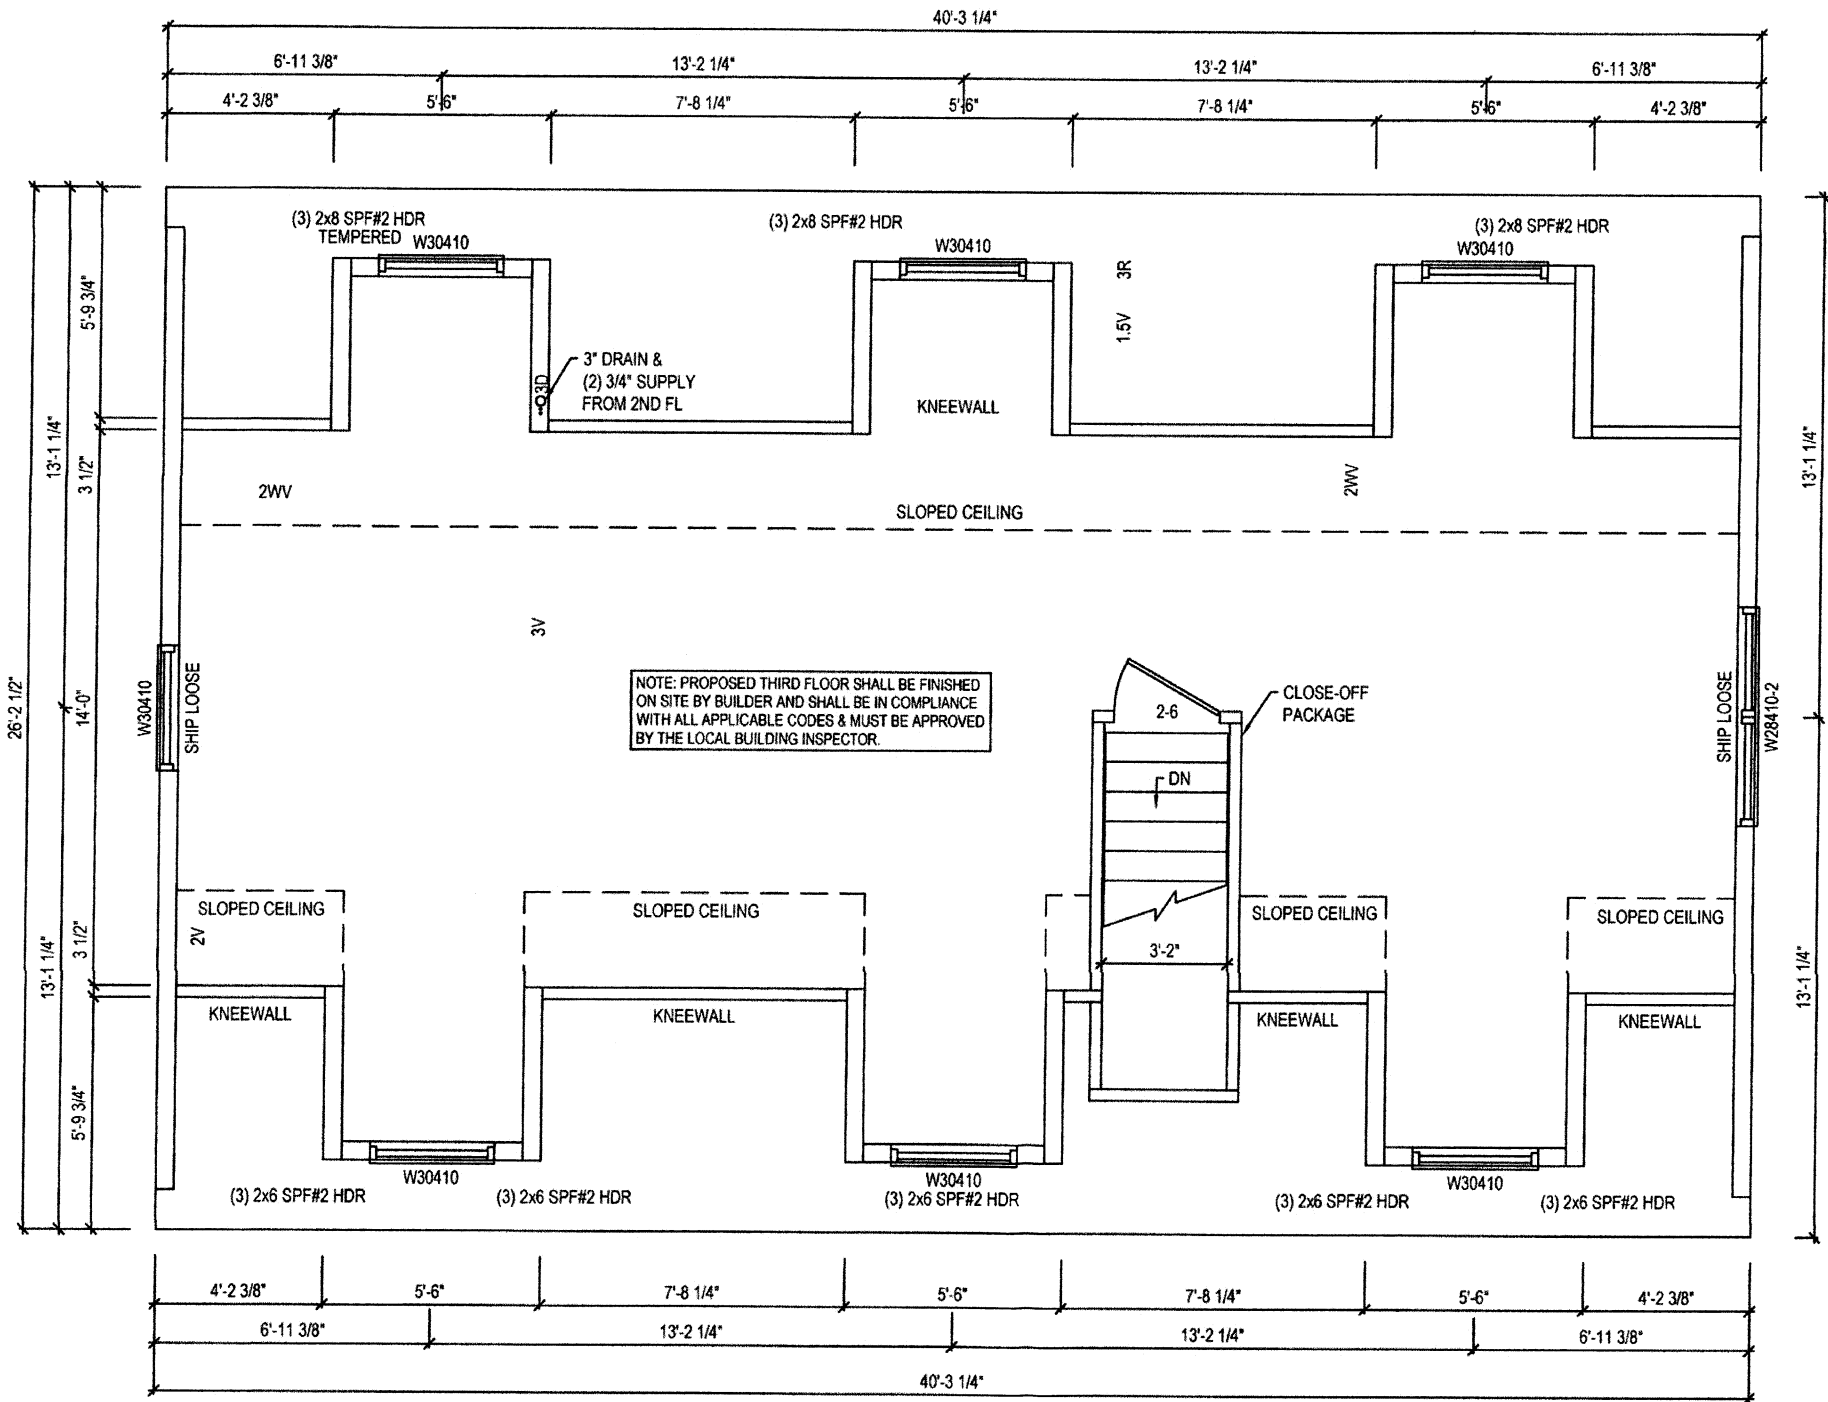 40'-3 1/4"
6'-11 3/8" 13'-2 1/4" 13'-2 1/4" 6'-11 3/8"
4'-2 3/8" 5'-6" 7'-8 1/4" 5'-6" 7'-8 1/4" 5'-6" 4'-2 3/8"
(3) 2x8 SPF#2 HDR
TEMPERED
W30410
(3) 2x8 SPF#2 HDR
W30410
(3) 2x8 SPF#2 HDR
W30410
3R
1.5V
5'-9 3/4"
3D
3" DRAIN &
(2) 3/4" SUPPLY
FROM 2ND FL
KNEEWALL
13'-1 1/4"
3 1/2"
13'-1 1/4"
2WV
2WV
SLOPED CEILING
3V
26'-2 1/2"
14'-0"
W30410
SHIP LOOSE
NOTE: PROPOSED THIRD FLOOR SHALL BE FINISHED
ON SITE BY BUILDER AND SHALL BE IN COMPLIANCE
WITH ALL APPLICABLE CODES & MUST BE APPROVED
BY THE LOCAL BUILDING INSPECTOR.
2-6
CLOSE-OFF
PACKAGE
SHIP LOOSE
W28410-2
DN
SLOPED CEILING
SLOPED CEILING
SLOPED CEILING
SLOPED CEILING
2V
3 1/2"
3'-2"
13'-1 1/4"
13'-1 1/4"
KNEEWALL
KNEEWALL
KNEEWALL
KNEEWALL
5'-9 3/4"
W30410
W30410
W30410
(3) 2x6 SPF#2 HDR
(3) 2x6 SPF#2 HDR
(3) 2x6 SPF#2 HDR
(3) 2x6 SPF#2 HDR
(3) 2x6 SPF#2 HDR
4'-2 3/8" 5'-6" 7'-8 1/4" 5'-6" 7'-8 1/4" 5'-6" 4'-2 3/8"
6'-11 3/8" 13'-2 1/4" 13'-2 1/4" 6'-11 3/8"
40'-3 1/4"